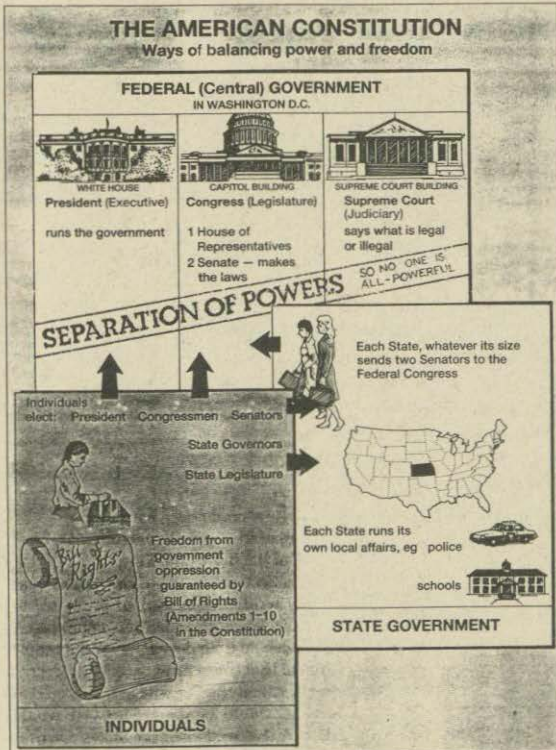 THE AMERICAN CONSTITUTION
Ways of balancing power and freedom
FEDERAL (Central) GOVERNMENT
IN WASHINGTON D.C.
WHITE HOUSE
President (Executive)
runs the government
CAPITOL BUILDING
Congress (Legislature)
1 House of
Representatives
2 Senate — makes
the laws
SUPREME COURT BUILDING
Supreme Court
(Judiciary)
says what is legal
or illegal
SEPARATION OF POWERS
SO NO ONE IS
ALL-POWERFUL
Each State, whatever its size
sends two Senators to the
Federal Congress
Individuals
elect: President Congressmen Senators
State Governors
State Legislature
Each State runs its
own local affairs, eg police
schools
STATE GOVERNMENT
Bill of
Rights
Freedom from
government
oppression
guaranteed by
Bill of Rights
(Amendments 1–10
in the Constitution)
INDIVIDUALS